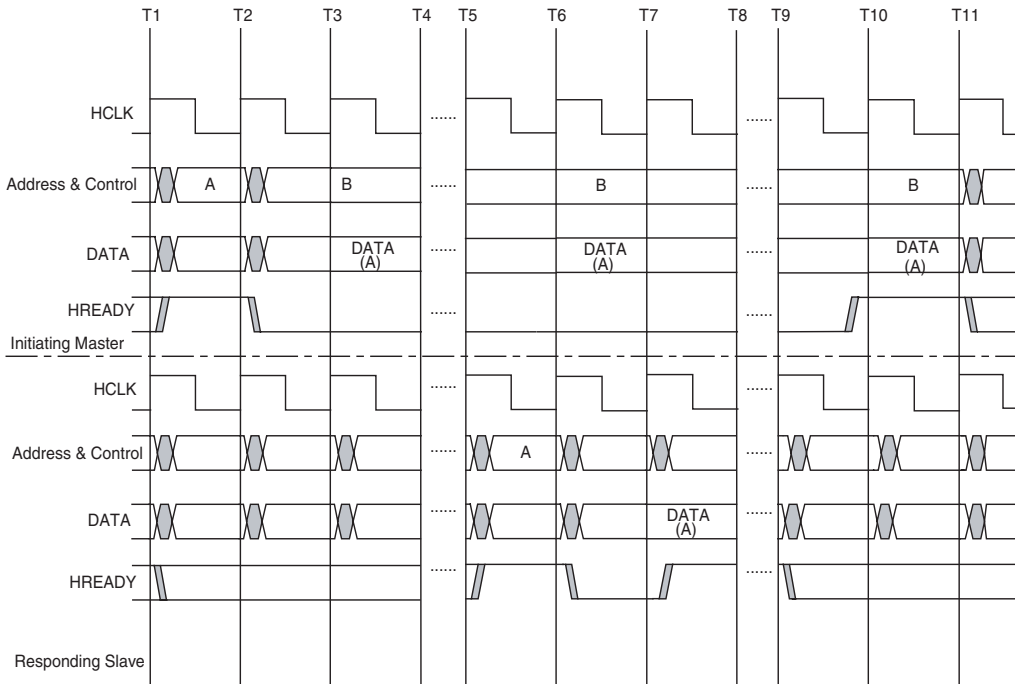 T1 T2 T3 T4 T5 T6 T7 T8 T9 T10 T11
HCLK ...... ......
Address & Control A B ...... B ...... B
DATA DATA (A) ...... DATA (A) ...... DATA (A)
HREADY ...... ......
Initiating Master
HCLK ...... ......
Address & Control ...... A ......
DATA ...... DATA (A) ......
HREADY ...... ......
Responding Slave